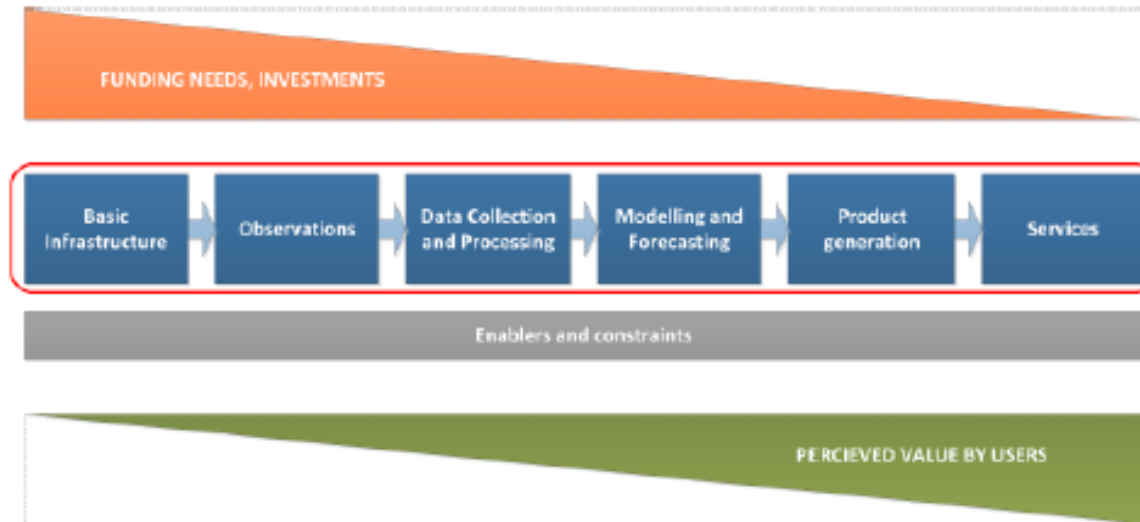 FUNDING NEEDS, INVESTMENTS
Basic
Infrastructure
Observations
Data Collection
and Processing
Modelling and
Forecasting
Product
generation
Services
Enablers and constraints
PERCIEVED VALUE BY USERS